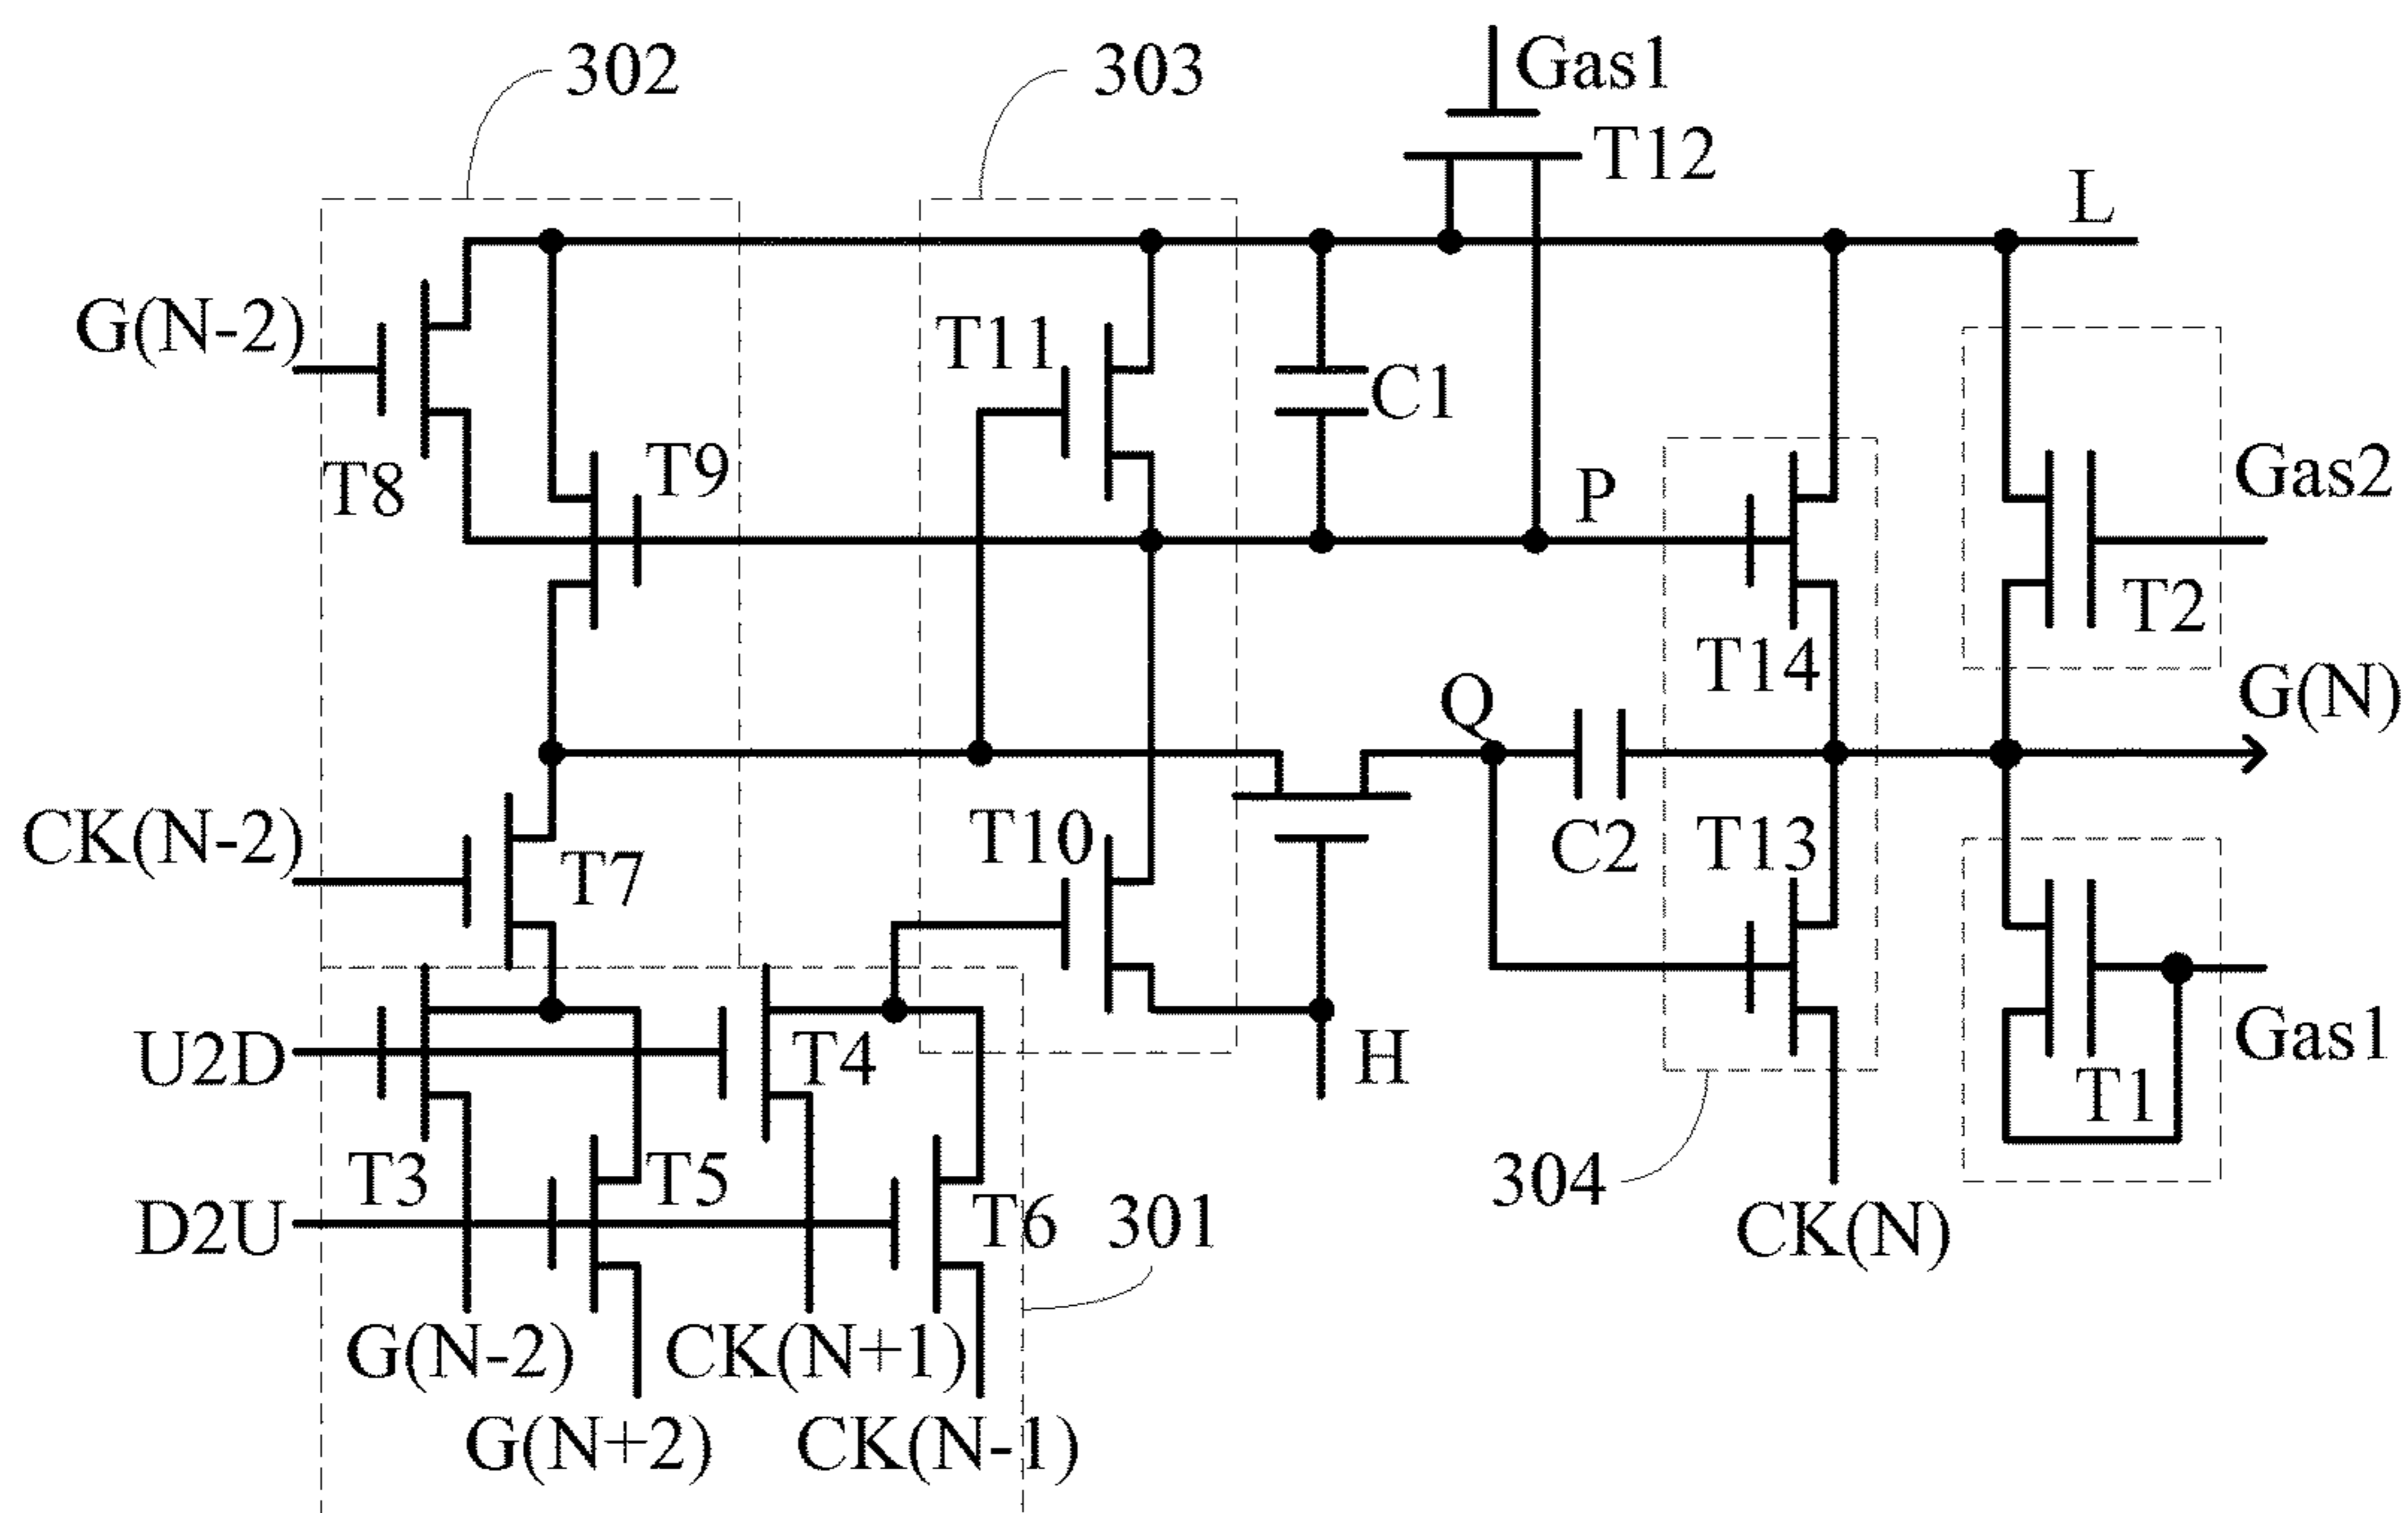 302
303
Gas1
T12
L
G(N-2)
T11
C1
T8
T9
P
Gas2
T2
T14
Q
G(N)
CK(N-2)
T7
T10
C2
T13
U2D
T4
H
Gas1
T1
T3
T5
304
D2U
T6
301
CK(N)
G(N-2)
CK(N+1)
G(N+2)
CK(N-1)